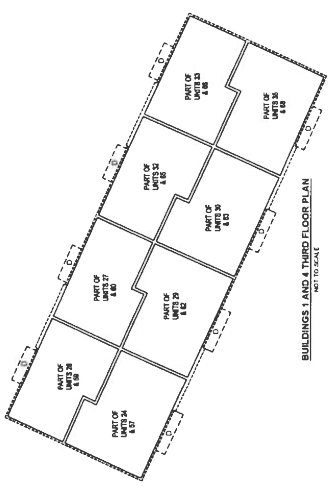 PART OF
UNITS 33
& 66
PART OF
UNITS 35
& 68
PART OF
UNITS 32
& 65
PART OF
UNITS 30
& 63
PART OF
UNITS 27
& 60
PART OF
UNITS 29
& 62
PART OF
UNITS 26
& 59
PART OF
UNITS 24
& 57
D
D
D
D
D
D
D
D
BUILDINGS 1 AND 4 THIRD FLOOR PLAN
NOT TO SCALE